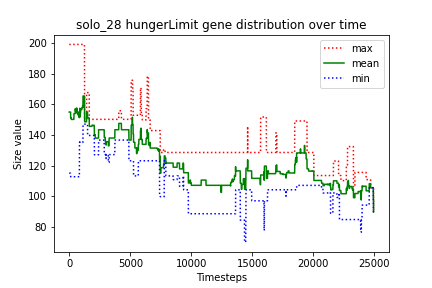 solo_28 hungerLimit gene distribution over time
max
mean
min
Size value
200
180
160
140
120
100
80
0
5000
10000
15000
20000
25000
Timesteps